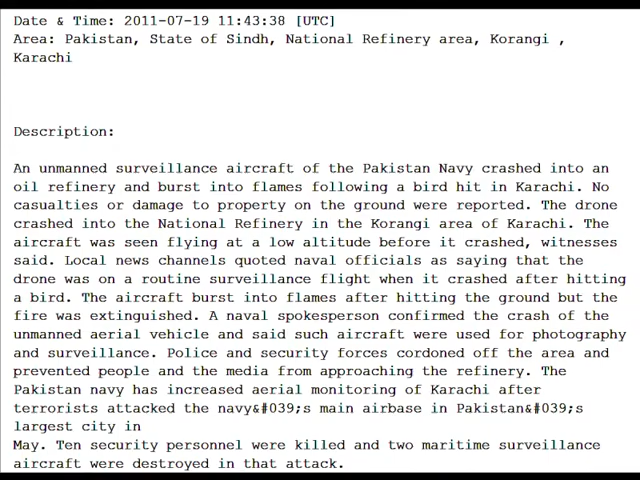 Date & Time: 2011-07-19 11:43:38 [UTC]
Area: Pakistan, State of Sindh, National Refinery area, Korangi ,
Karachi
Description:
An unmanned surveillance aircraft of the Pakistan Navy crashed into an
oil refinery and burst into flames following a bird hit in Karachi. No
casualties or damage to property on the ground were reported. The drone
crashed into the National Refinery in the Korangi area of Karachi. The
aircraft was seen flying at a low altitude before it crashed, witnesses
said. Local news channels quoted naval officials as saying that the
drone was on a routine surveillance flight when it crashed after hitting
a bird. The aircraft burst into flames after hitting the ground but the
fire was extinguished. A naval spokesperson confirmed the crash of the
unmanned aerial vehicle and said such aircraft were used for photography
and surveillance. Police and security forces cordoned off the area and
prevented people and the media from approaching the refinery. The
Pakistan navy has increased aerial monitoring of Karachi after
terrorists attacked the navy&#039;s main airbase in Pakistan&#039;s
largest city in
May. Ten security personnel were killed and two maritime surveillance
aircraft were destroyed in that attack.